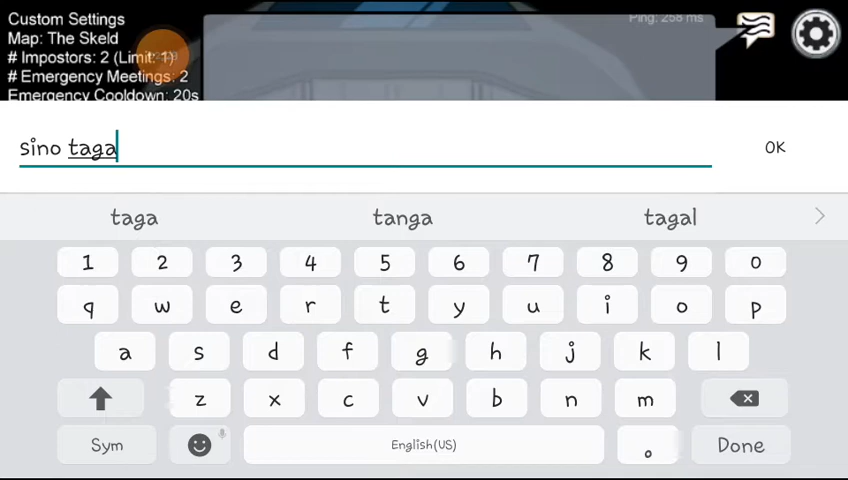 Custom Settings
Map: The Skeld
# Impostors: 2 (Limit: 1)
# Emergency Meetings: 2
Emergency Cooldown: 20s
Ping: 258 ms
sino taga
OK
taga tanga tagal
1 2 3 4 5 6 7 8 9 0
q w e r t y u i o p
a s d f g h j k l
z x c v b n m
Sym English(US) . Done